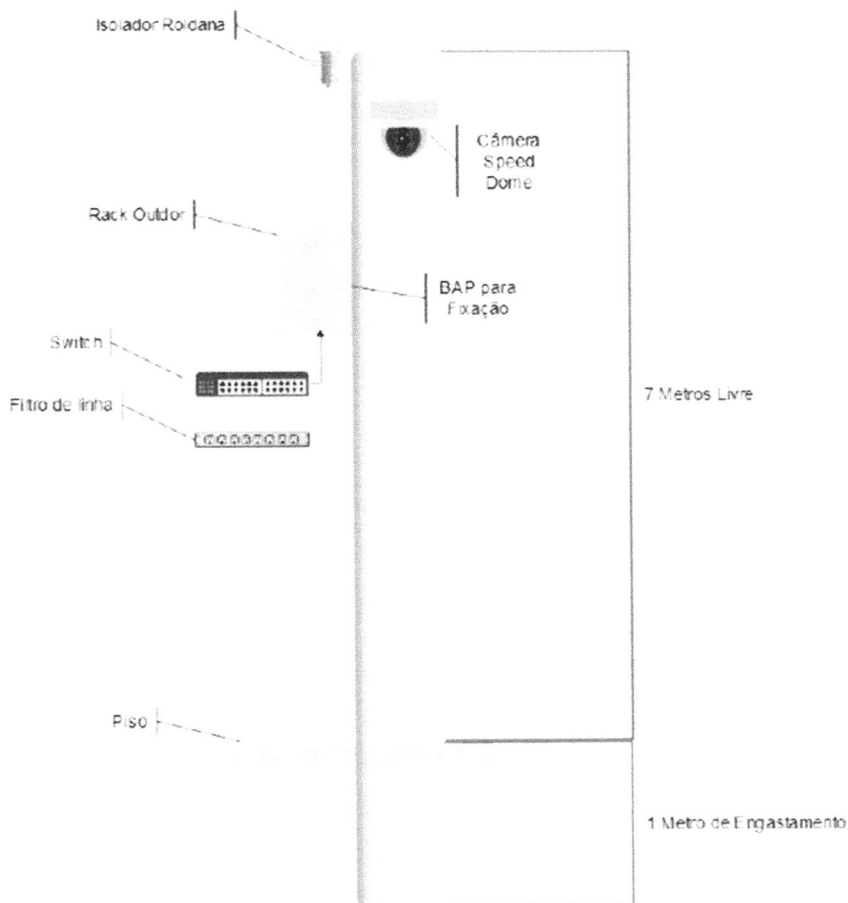 Isolador Roldana
Câmera
Speed
Dome
Rack Outdor
BAP para
Fixação
Switch
Filtro de linha
7 Metros Livre
Piso
1 Metro de Engastamento